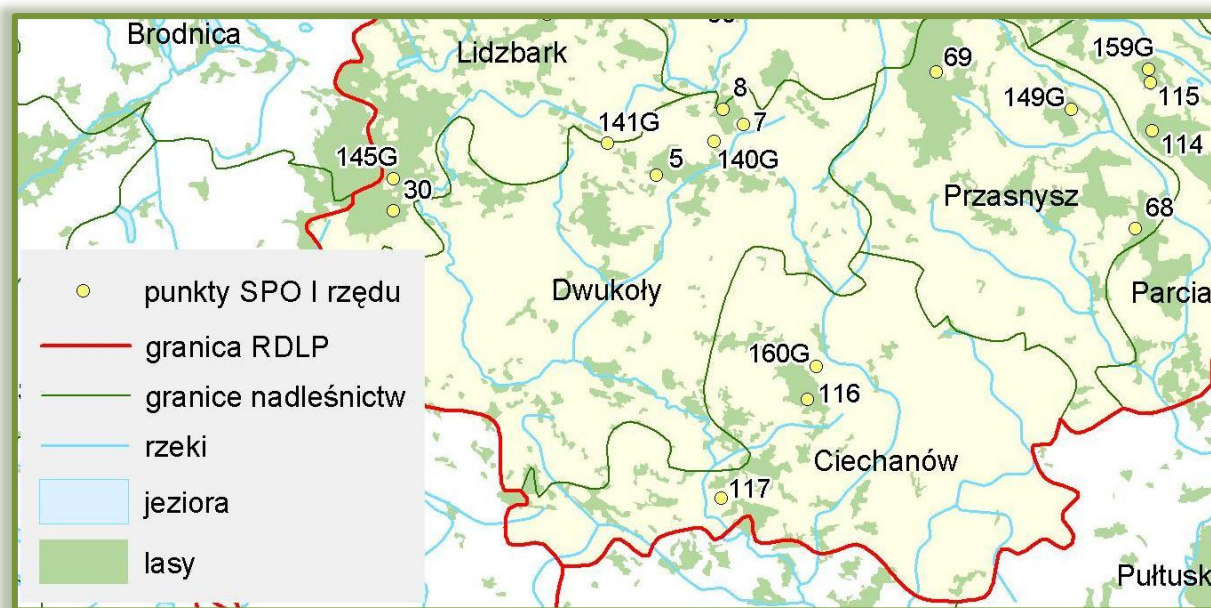 Brodnica
Lidzbark
69
159G
8
149G
115
141G
7
145G
5
140G
114
30
Przasnysz
68
punkty SPO I rzędu
Dwukoły
Parcia
granica RDLP
160G
granice nadleśnictw
116
rzeki
Ciechanów
117
jeziora
lasy
Pułtusk